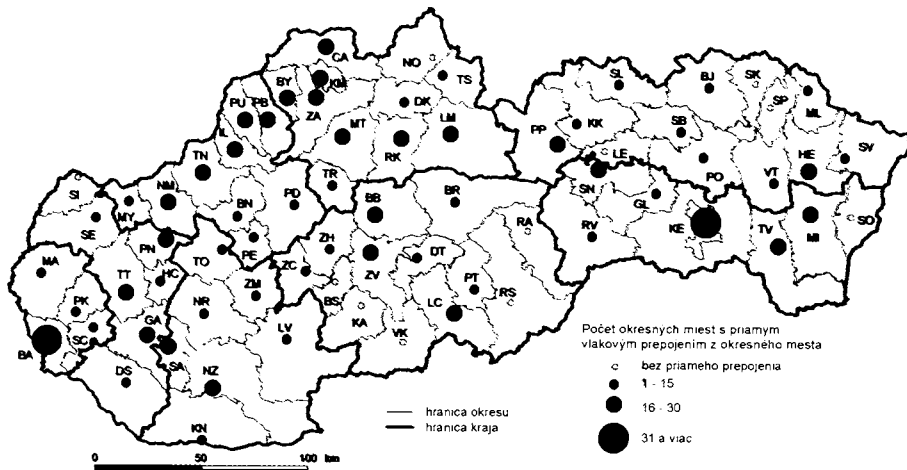 CA
NO
TS
BY
KM
ZA
DK
PU
PB
IL
MT
RK
LM
SL
BJ
SK
SP
ML
KK
SB
PP
LE
PO
VT
HE
SV
TN
TR
SN
GL
SI
MY
NM
BN
PD
BB
BR
RA
RV
KE
TV
MI
SO
SE
PN
TO
PE
ZH
ZC
ZV
DT
PT
RS
MA
TT
HC
ZM
NR
LV
BS
KA
VK
LC
PK
SC
BA
GA
SA
DS
NZ
KN
Počet okresných miest s priamym
vlakovým prepojením z okresného mesta
bez priameho prepojenia
1 - 15
16 - 30
31 a viac
hranica okresu
hranica kraja
0 50 100 km